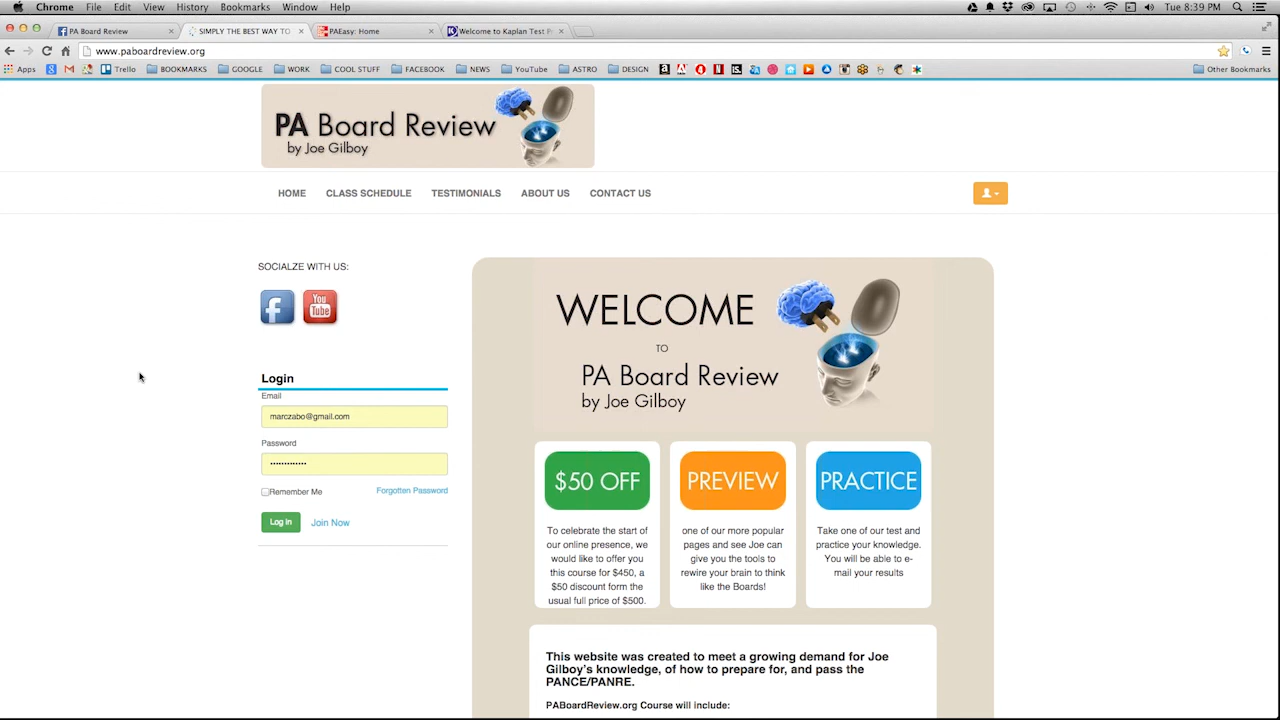 Chrome File Edit View History Bookmarks Window Help Tue 8:39 PM
PA Board Review SIMPLY THE BEST WAY TO PAEasy: Home Welcome to Kaplan Test P
www.paboardreview.org
Apps Trello BOOKMARKS GOOGLE WORK COOL STUFF FACEBOOK NEWS YouTube ASTRO DESIGN Other Bookmarks
PA Board Review
by Joe Gilboy
HOME CLASS SCHEDULE TESTIMONIALS ABOUT US CONTACT US
SOCIALZE WITH US:
f You Tube
Login
Email
marczabo@gmail.com
Password
Remember Me Forgotten Password
Log in Join Now
WELCOME
TO
PA Board Review
by Joe Gilboy
$50 OFF
To celebrate the start of
our online presence, we
would like to offer you
this course for $450, a
$50 discount form the
usual full price of $500.
PREVIEW
one of our more popular
pages and see Joe can
give you the tools to
rewire your brain to think
like the Boards!
PRACTICE
Take one of our test and
practice your knowledge.
You will be able to e-
mail your results
This website was created to meet a growing demand for Joe
Gilboy's knowledge, of how to prepare for, and pass the
PANCE/PANRE.
PABoardReview.org Course will include: